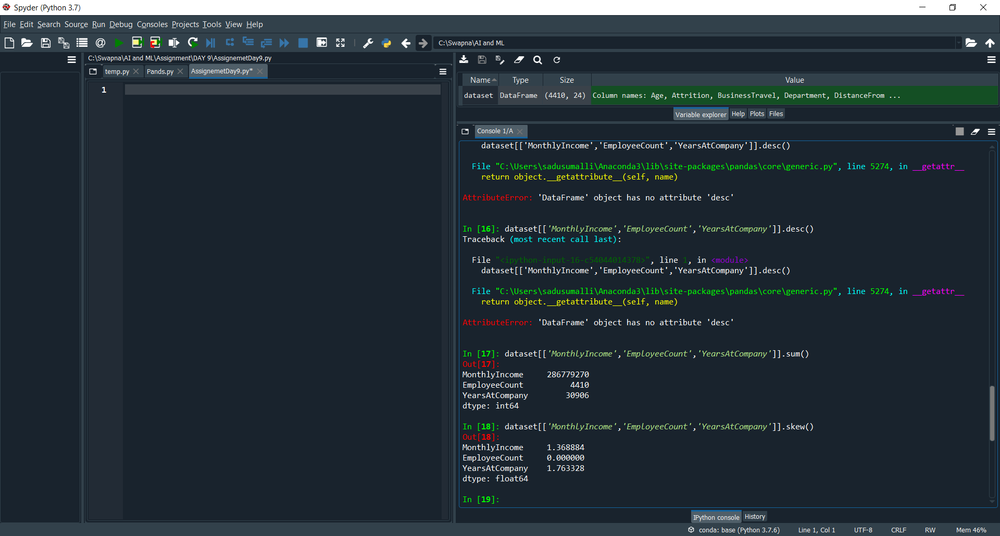 Spyder (Python 3.7)
File Edit Search Source Run Debug Consoles Projects Tools View Help
C:\Swapna\AI and ML
C:\Swapna\AI and ML\Assignment\DAY 9\AssignemetDay9.py
temp.py Pands.py AssignemetDay9.py*
1
Name Type Size Value
dataset DataFrame (4410, 24) Column names: Age, Attrition, BusinessTravel, Department, DistanceFrom ...
Variable explorer Help Plots Files
Console 1/A
dataset[['MonthlyIncome','EmployeeCount','YearsAtCompany']].desc()
File "C:\Users\sadusumalli\Anaconda3\lib\site-packages\pandas\core\generic.py", line 5274, in __getattr__
return object.__getattribute__(self, name)
AttributeError: 'DataFrame' object has no attribute 'desc'
In [16]: dataset[['MonthlyIncome','EmployeeCount','YearsAtCompany']].desc()
Traceback (most recent call last):
File "<ipython-input-16-c54044014378>", line 1, in <module>
dataset[['MonthlyIncome','EmployeeCount','YearsAtCompany']].desc()
File "C:\Users\sadusumalli\Anaconda3\lib\site-packages\pandas\core\generic.py", line 5274, in __getattr__
return object.__getattribute__(self, name)
AttributeError: 'DataFrame' object has no attribute 'desc'
In [17]: dataset[['MonthlyIncome','EmployeeCount','YearsAtCompany']].sum()
Out[17]:
MonthlyIncome 286779270
EmployeeCount 4410
YearsAtCompany 30906
dtype: int64
In [18]: dataset[['MonthlyIncome','EmployeeCount','YearsAtCompany']].skew()
Out[18]:
MonthlyIncome 1.368884
EmployeeCount 0.000000
YearsAtCompany 1.763328
dtype: float64
In [19]:
IPython console History
conda: base (Python 3.7.6) Line 1, Col 1 UTF-8 CRLF RW Mem 46%